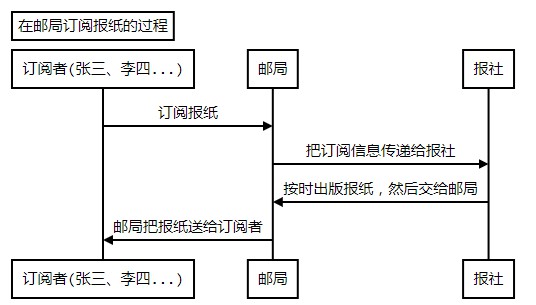 在邮局订阅报纸的过程
订阅者(张三、李四...)
邮局
报社
订阅报纸
把订阅信息传递给报社
按时出版报纸，然后交给邮局
邮局把报纸送给订阅者
订阅者(张三、李四...)
邮局
报社